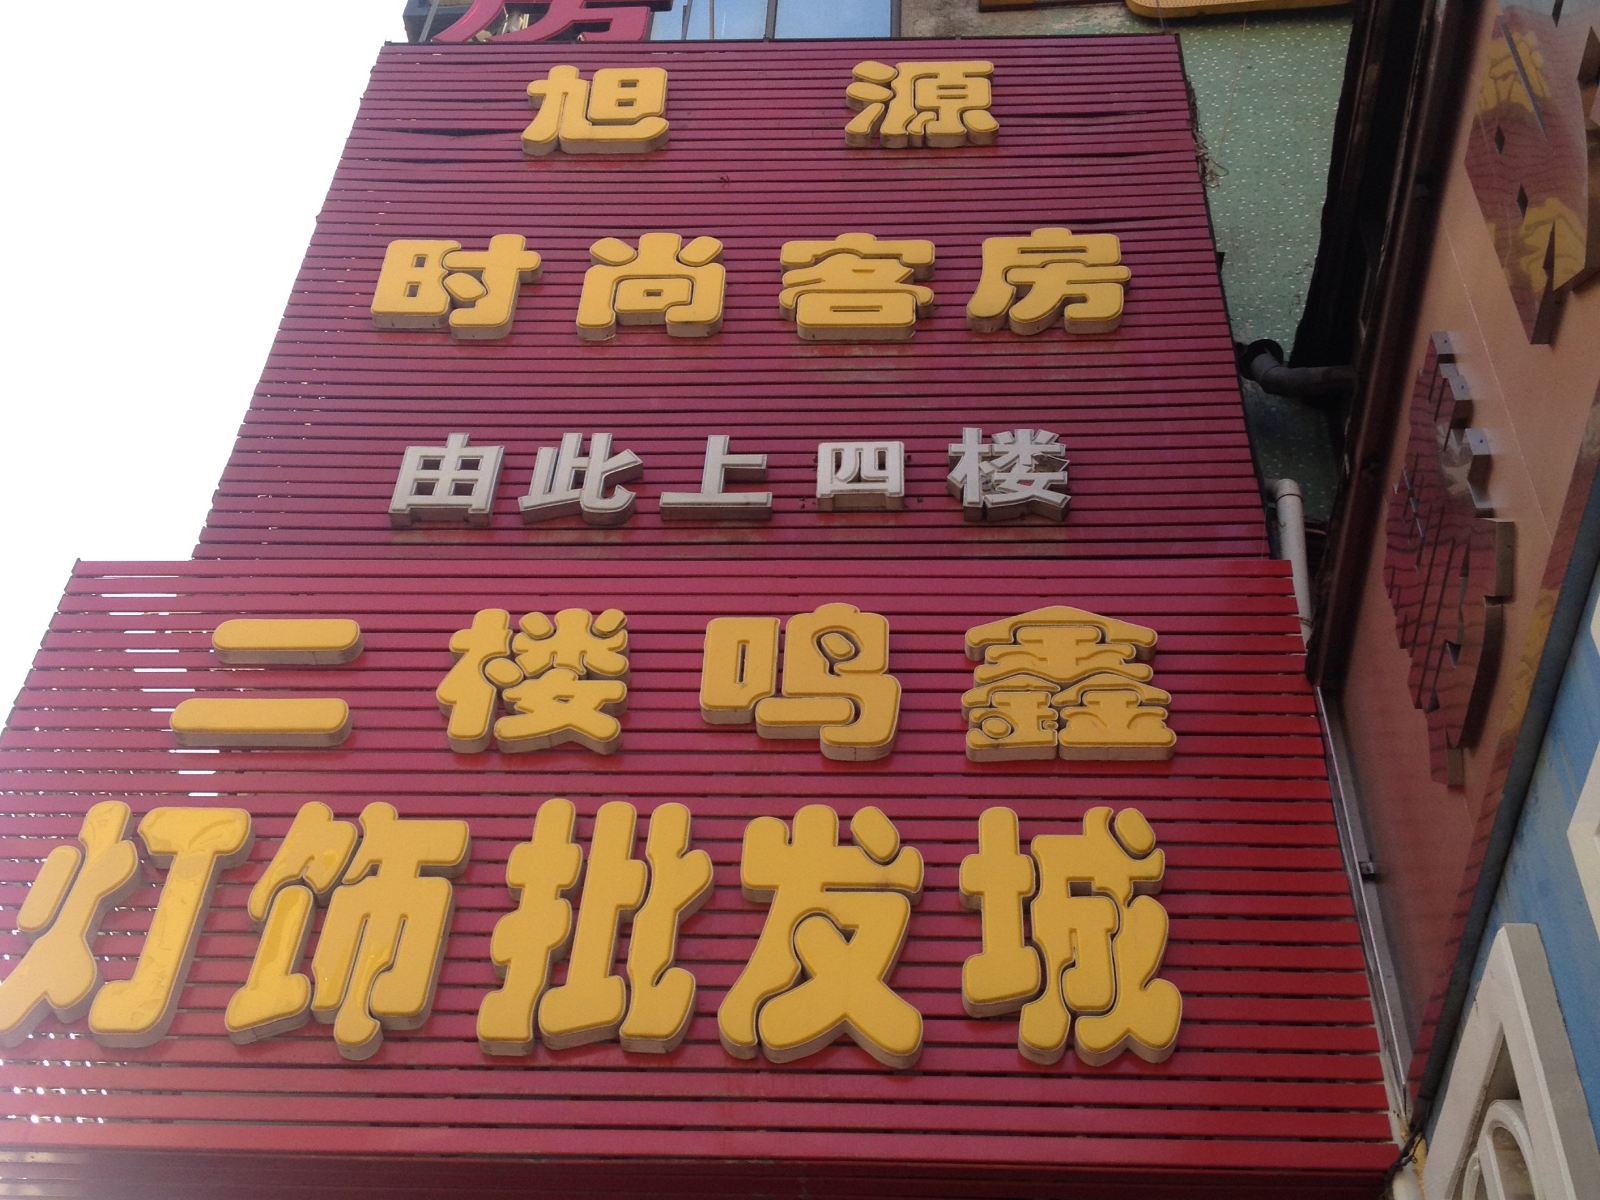 房
旭源
时尚客房
由此上四楼
二楼鸣鑫
灯饰批发城